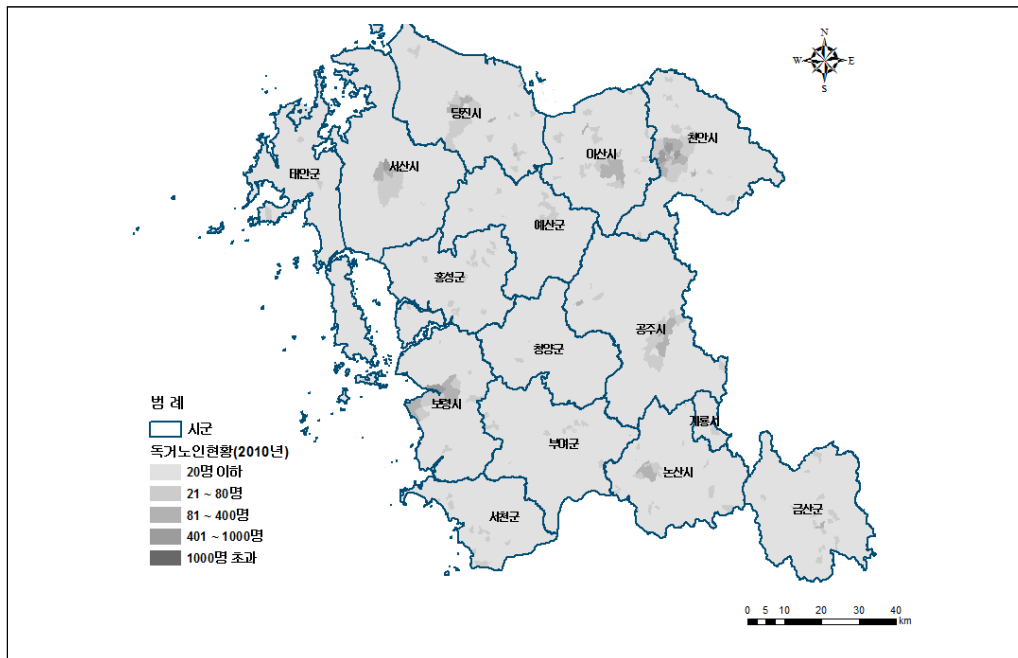 N
W E
S
당진시
천안시
아산시
서산시
태안군
예산군
홍성군
공주시
청양군
보령시
계룡시
부여군
논산시
서천군
금산군
범 례
시군
독거노인현황(2010년)
20명 이하
21 ~ 80명
81 ~ 400명
401 ~ 1000명
1000명 초과
0 5 10 20 30 40
km